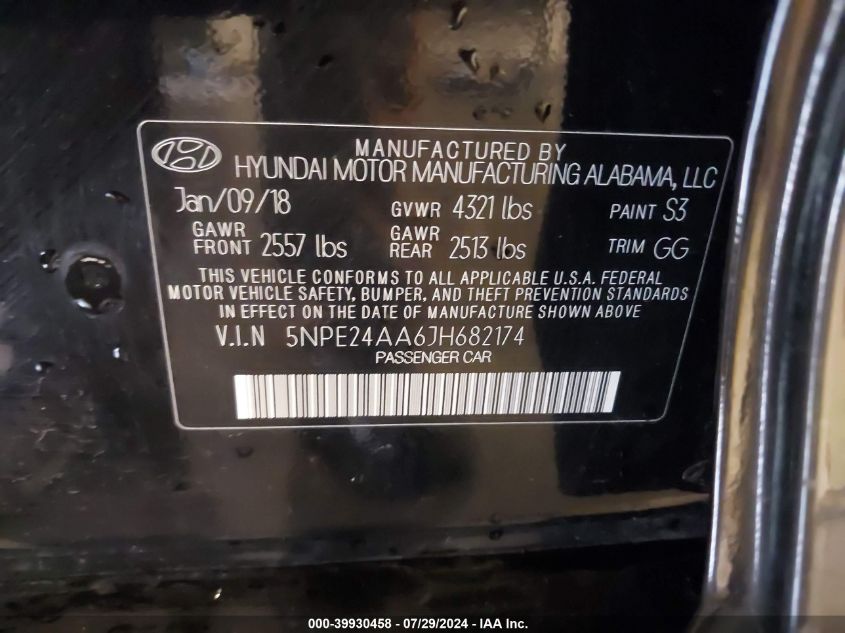 MANUFACTURED BY
HYUNDAI MOTOR MANUFACTURING ALABAMA, LLC
Jan/09/18 GVWR 4321 lbs PAINT S3
GAWR FRONT 2557 lbs GAWR REAR 2513 lbs TRIM GG
THIS VEHICLE CONFORMS TO ALL APPLICABLE U.S.A. FEDERAL
MOTOR VEHICLE SAFETY, BUMPER, AND THEFT PREVENTION STANDARDS
IN EFFECT ON THE DATE OF MANUFACTURE SHOWN ABOVE
V.I.N 5NPE24AA6JH682174
PASSENGER CAR
000-39930458 - 07/29/2024 - IAA Inc.